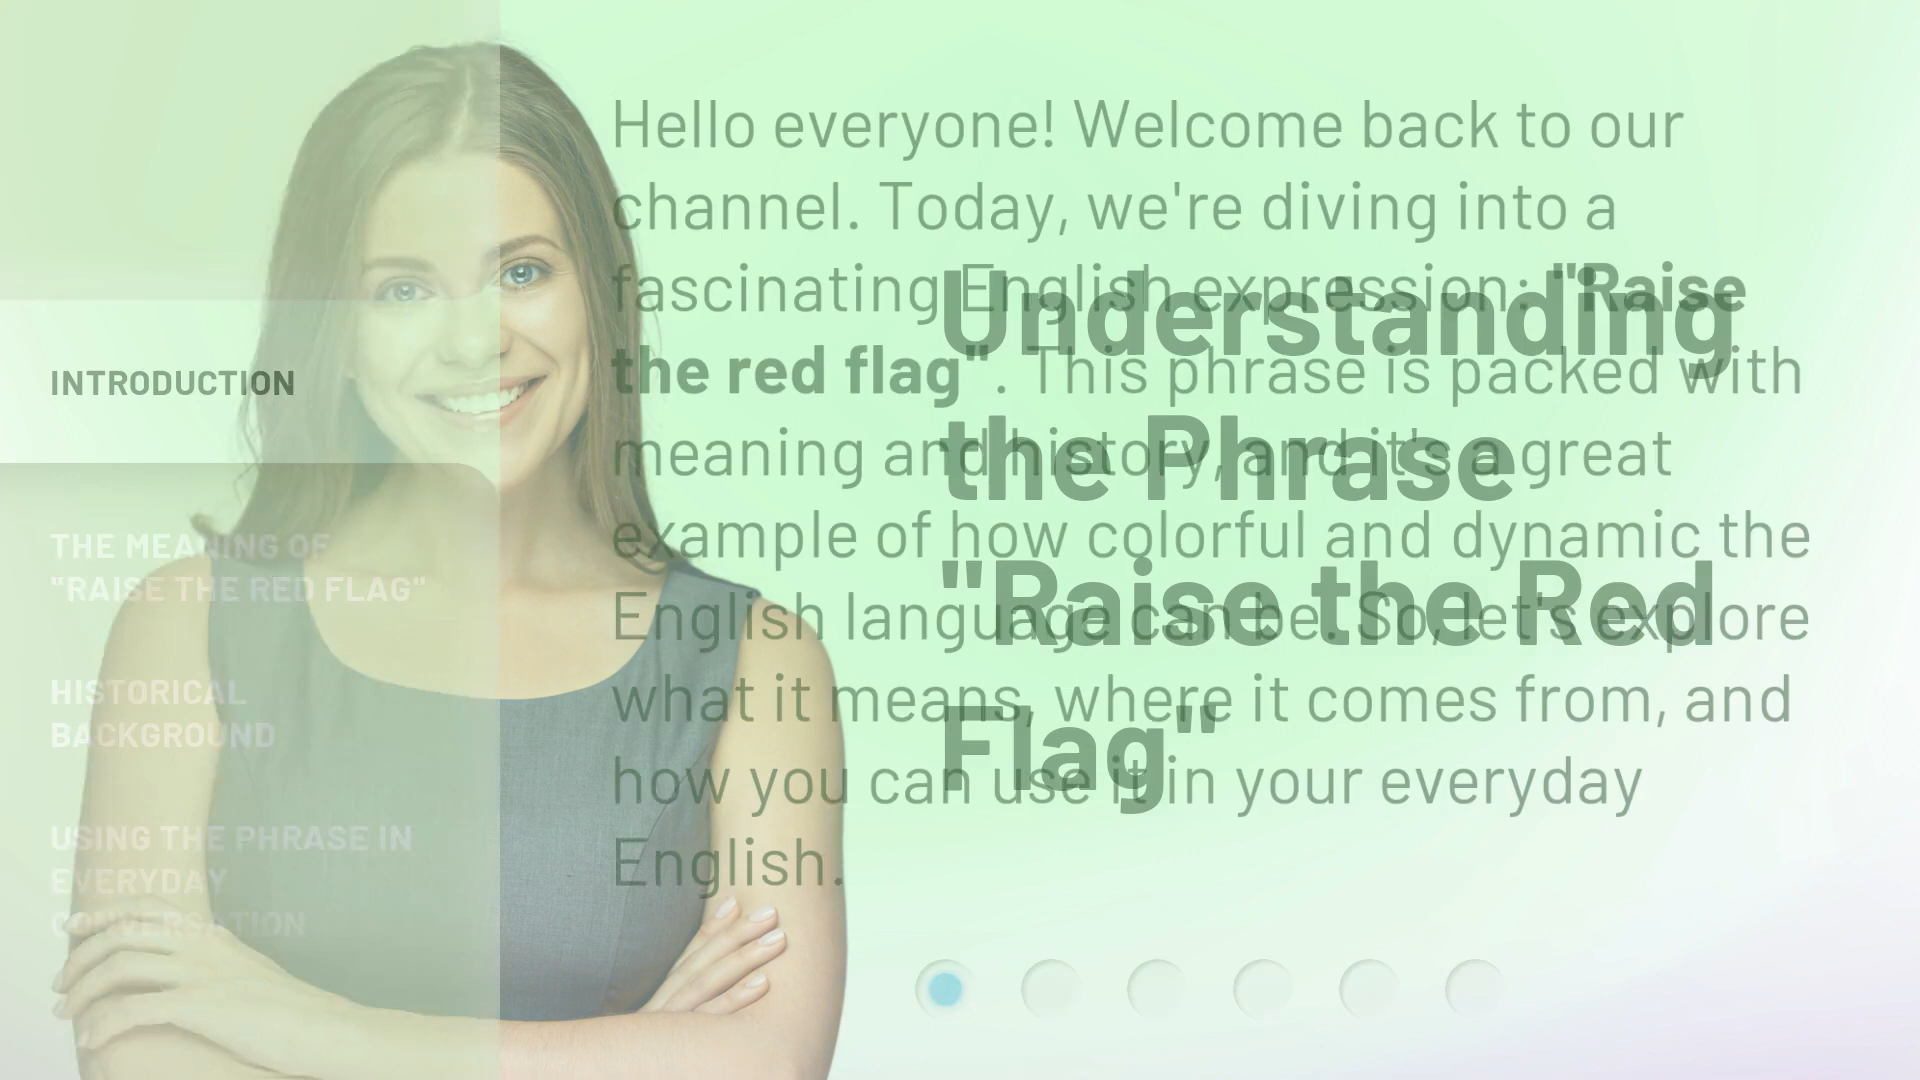 INTRODUCTION
THE MEANING OF
"RAISE THE RED FLAG"
HISTORICAL
BACKGROUND
USING THE PHRASE IN
EVERYDAY
CONVERSATION
Hello everyone! Welcome back to our
channel. Today, we're diving into a
fascinating English expression: "Raise
the red flag". This phrase is packed with
meaning and history, and it's a great
example of how colorful and dynamic the
English language can be. So, let's explore
what it means, where it comes from, and
how you can use it in your everyday
English.
Understanding
the Phrase
"Raise the Red
Flag"